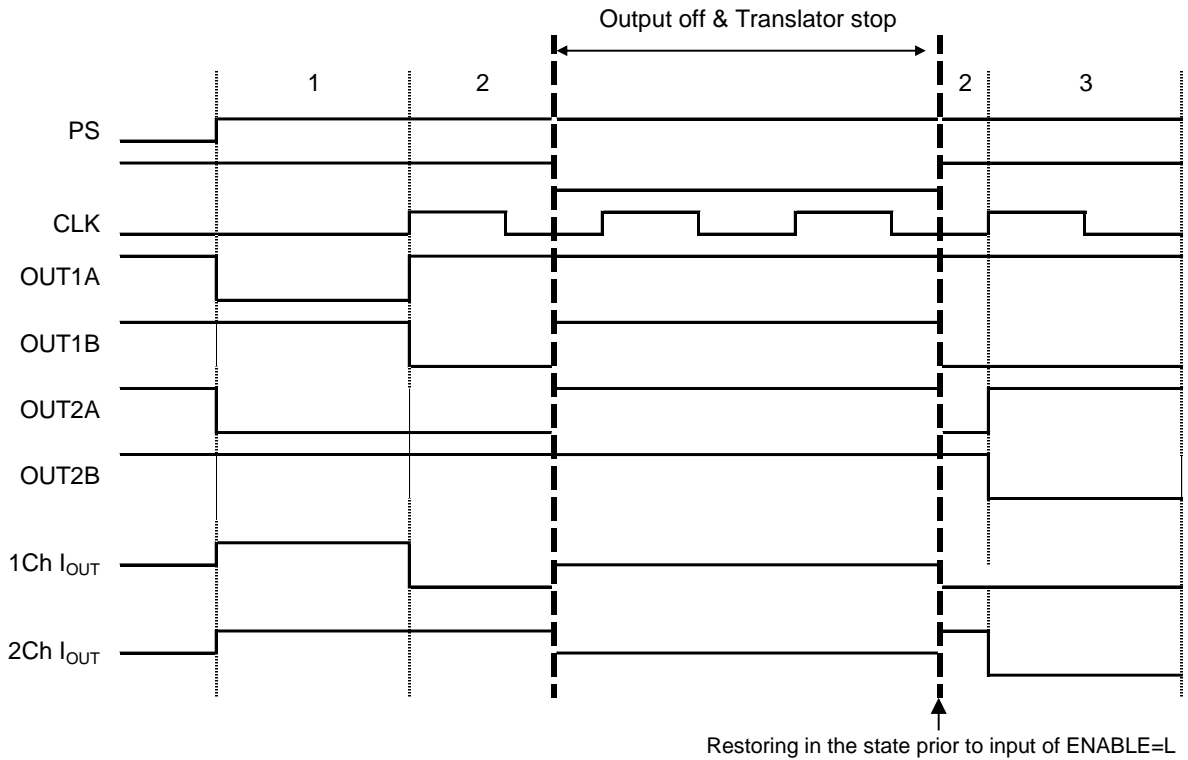 Output off & Translator stop
1 2 2 3
PS
CLK
OUT1A
OUT1B
OUT2A
OUT2B
1Ch IOUT
2Ch IOUT
Restoring in the state prior to input of ENABLE=L